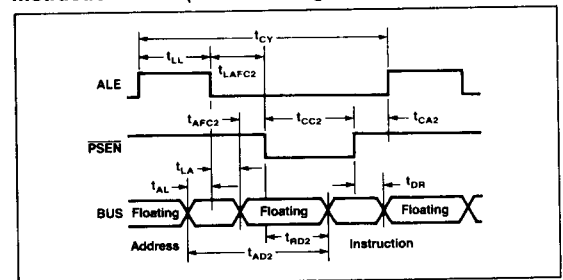 tCY
tLL
tLAFC2
ALE
tAFC2
tCC2
tCA2
PSEN
tLA
tAL
tDR
BUS Floating Floating Floating
Address tRD2 Instruction
tAD2